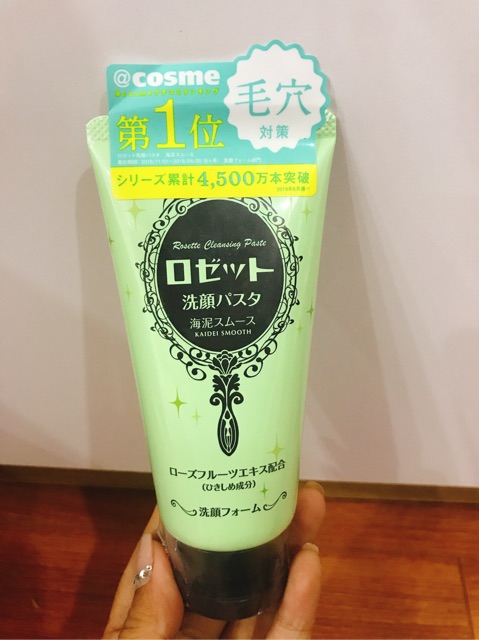 @cosme
毛穴
対策
第1位
シリーズ累計4,500万本突破
Rosette Cleansing Paste
ロゼット
洗顔パスタ
海泥スムース
KAIDEI SMOOTH
ローズフルーツエキス配合
(ひきしめ成分)
洗顔フォーム